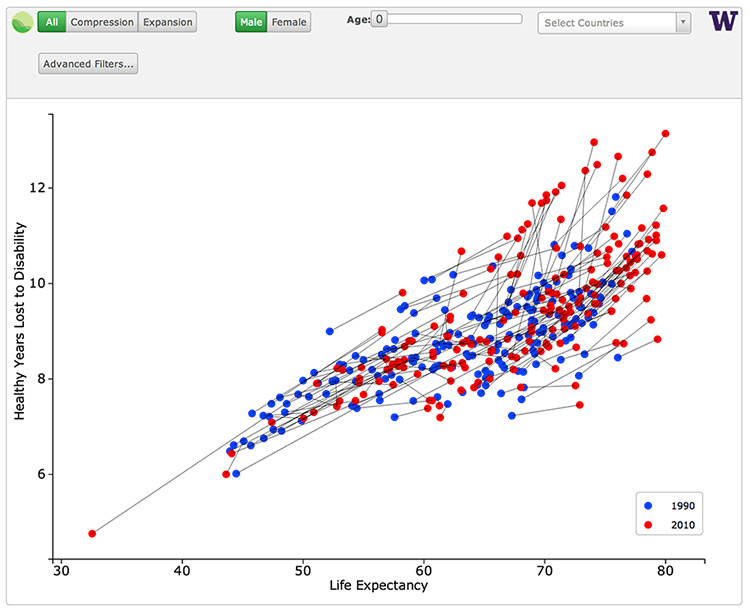 All Compression Expansion Male Female Age: 0 Select Countries W
Advanced Filters...
Healthy Years Lost to Disability
12
10
8
6
1990
2010
30 40 50 60 70 80
Life Expectancy